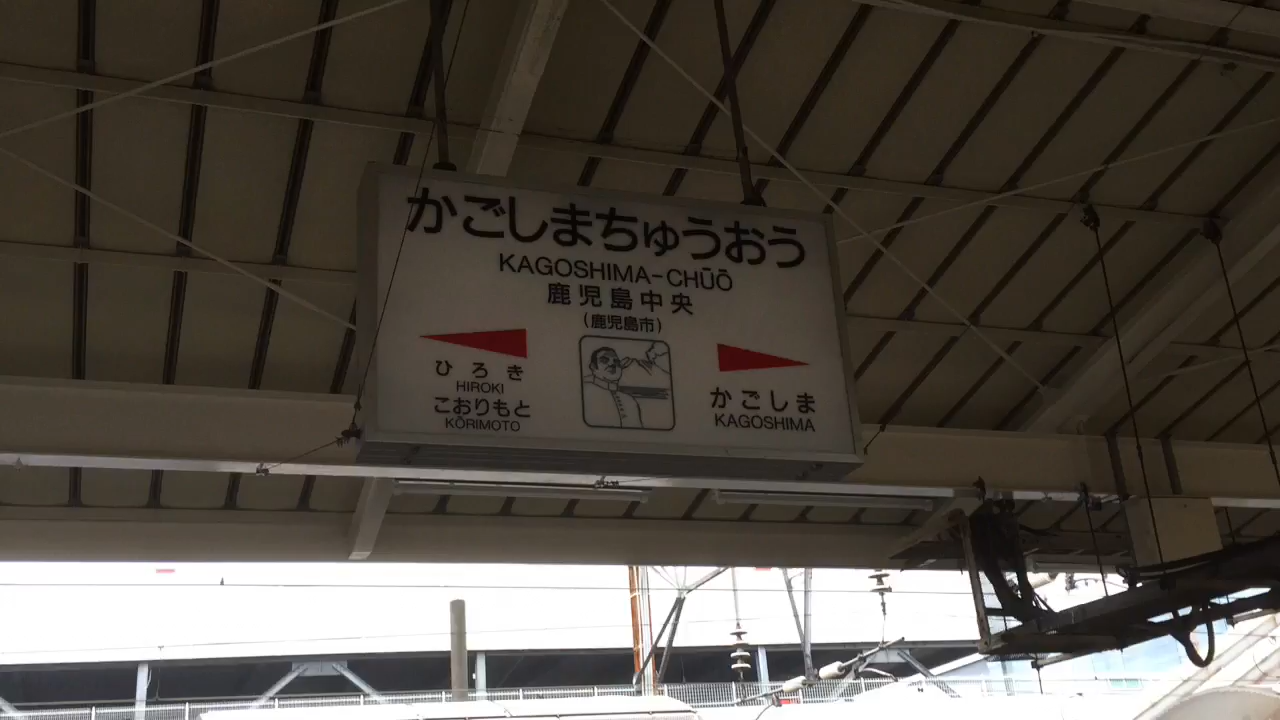 かごしまちゅうおう
KAGOSHIMA-CHŪŌ
鹿児島中央
(鹿児島市)
ひろき
HIROKI
こおりもと
KŌRIMOTO
かごしま
KAGOSHIMA